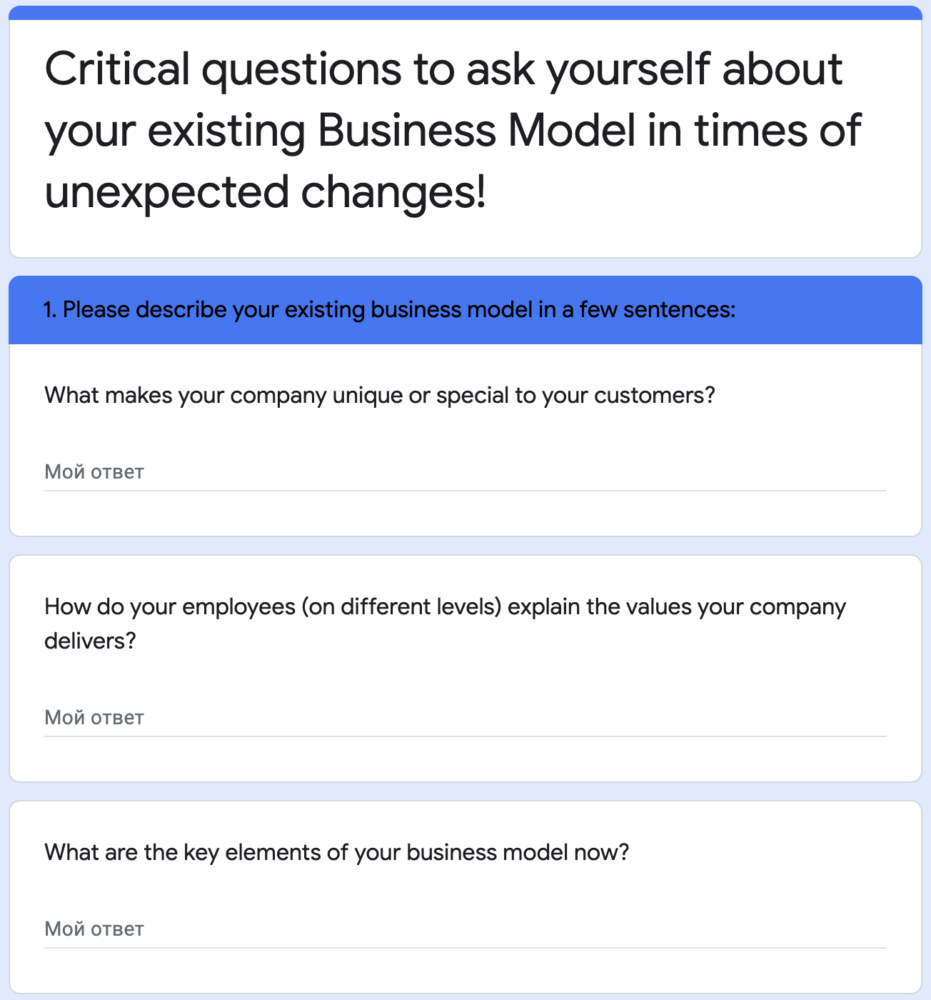 Critical questions to ask yourself about
your existing Business Model in times of
unexpected changes!
1. Please describe your existing business model in a few sentences:
What makes your company unique or special to your customers?
Мой ответ
How do your employees (on different levels) explain the values your company
delivers?
Мой ответ
What are the key elements of your business model now?
Мой ответ